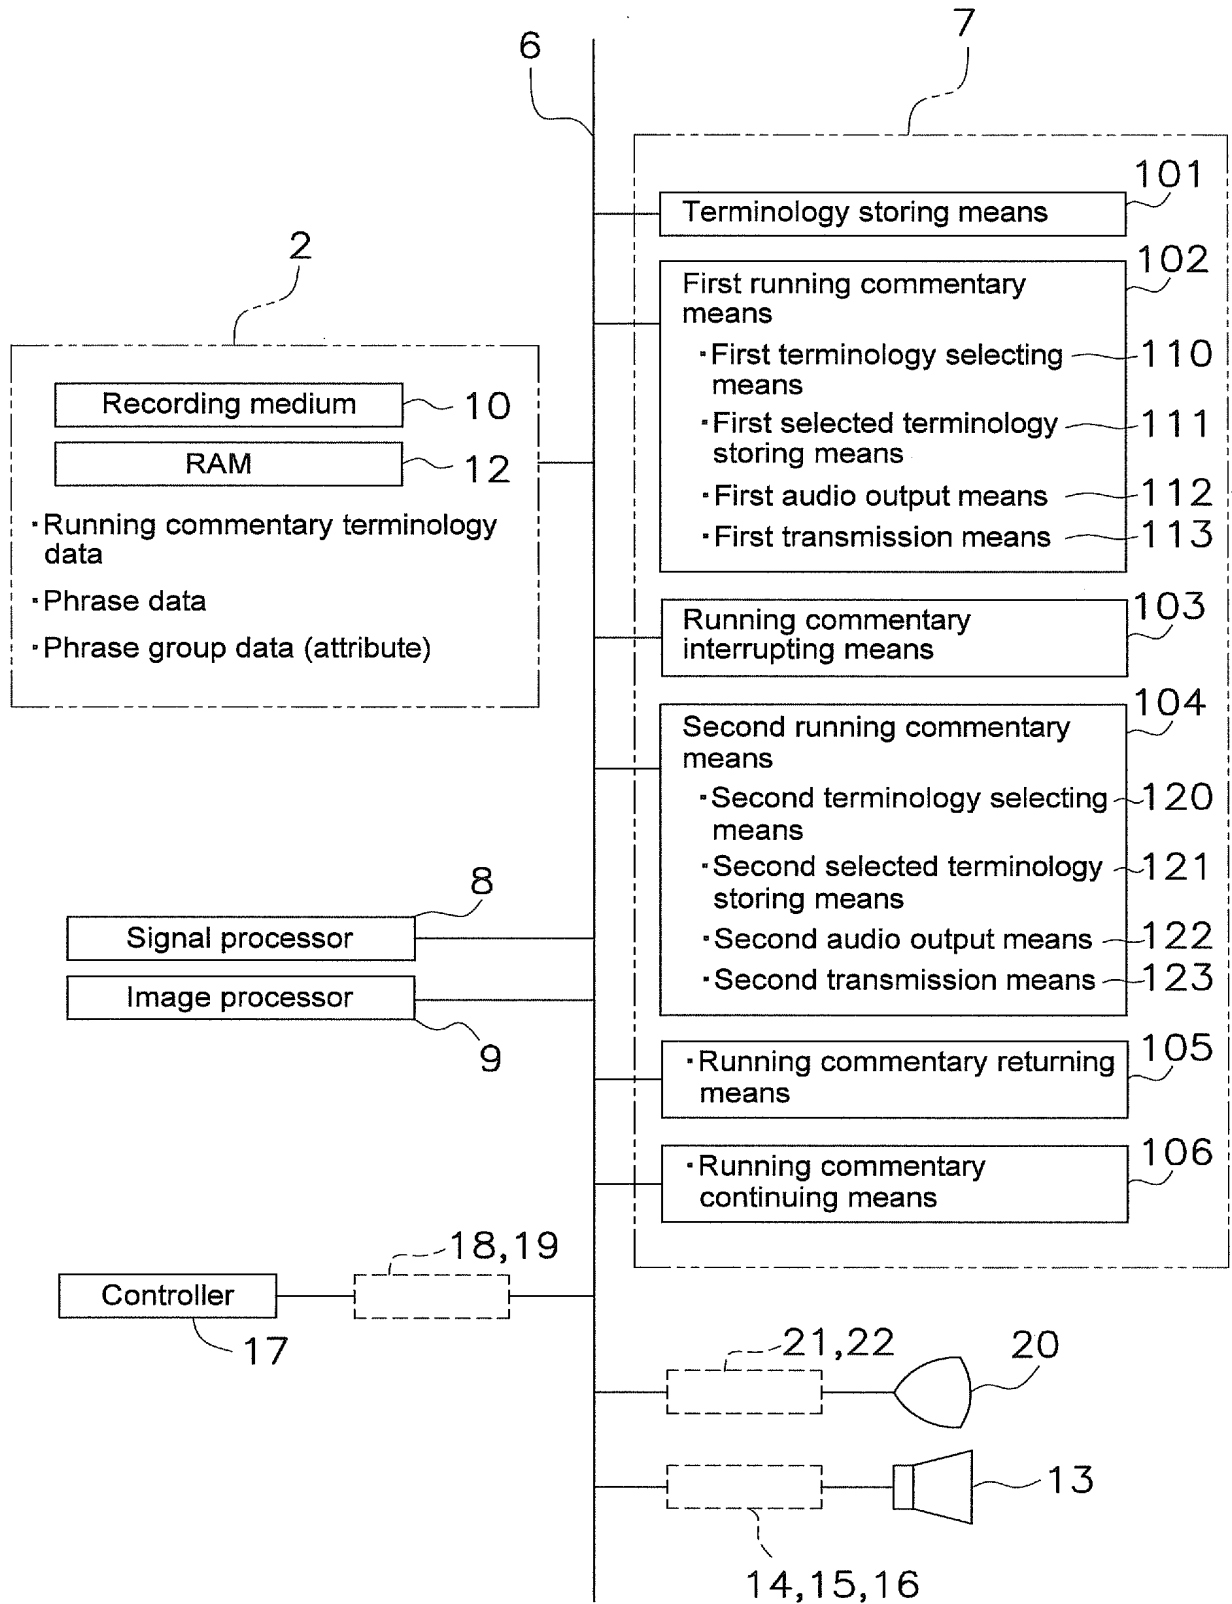 6
7
2
Recording medium
10
RAM
12
·Running commentary terminology
data
·Phrase data
·Phrase group data (attribute)
101
Terminology storing means
102
First running commentary
means
·First terminology selecting
means
110
·First selected terminology
storing means
111
·First audio output means
112
·First transmission means
113
103
Running commentary
interrupting means
104
Second running commentary
means
·Second terminology selecting
means
120
·Second selected terminology
storing means
121
·Second audio output means
122
·Second transmission means
123
8
Signal processor
Image processor
9
105
·Running commentary returning
means
106
·Running commentary
continuing means
18,19
Controller
17
21,22
20
13
14,15,16